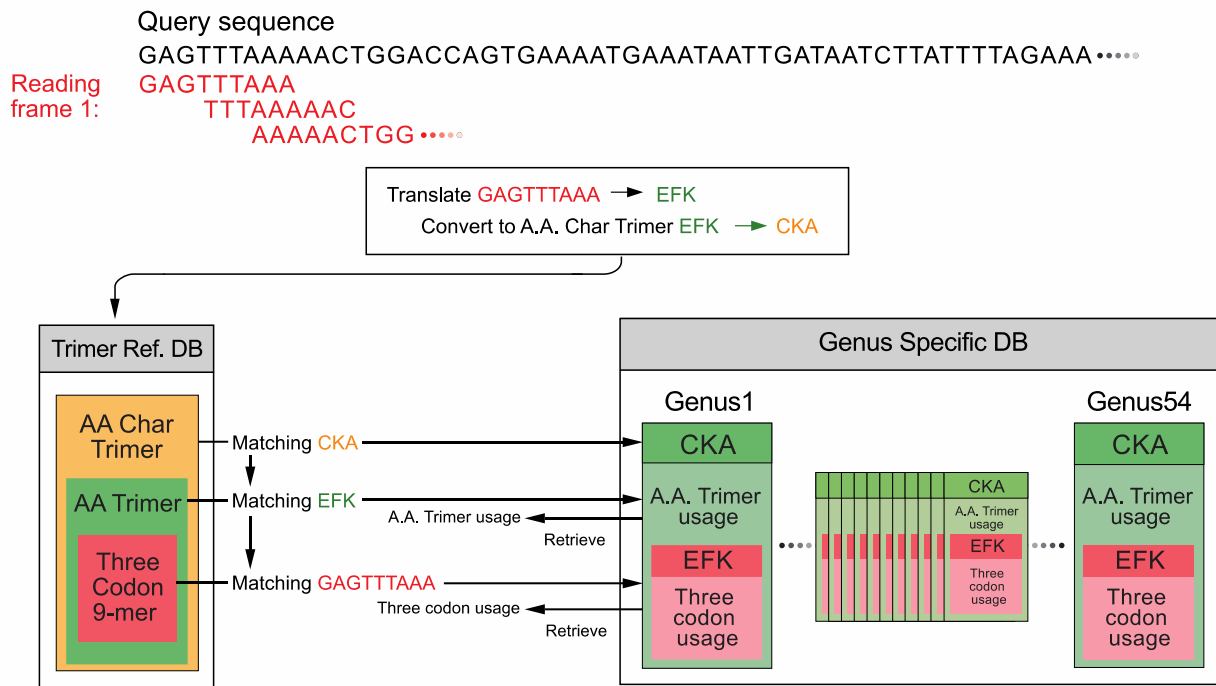 Query sequence
GAGTTTAAAAACTGGACCAGTGAAAATGAAATAATTGATAATCTTATTTTAGAAA
Reading
frame 1:
GAGTTTAAA
TTTAAAAAC
AAAAACTGG
Translate GAGTTTAAA → EFK
Convert to A.A. Char Trimer EFK → CKA
Trimer Ref. DB
AA Char
Trimer
AA Trimer
Three
Codon
9-mer
Matching CKA
Matching EFK
A.A. Trimer usage
Retrieve
Matching GAGTTTAAA
Three codon usage
Retrieve
Genus Specific DB
Genus1
CKA
A.A. Trimer
usage
EFK
Three
codon
usage
CKA
A.A. Trimer
usage
EFK
Three
codon
usage
Genus54
CKA
A.A. Trimer
usage
EFK
Three
codon
usage